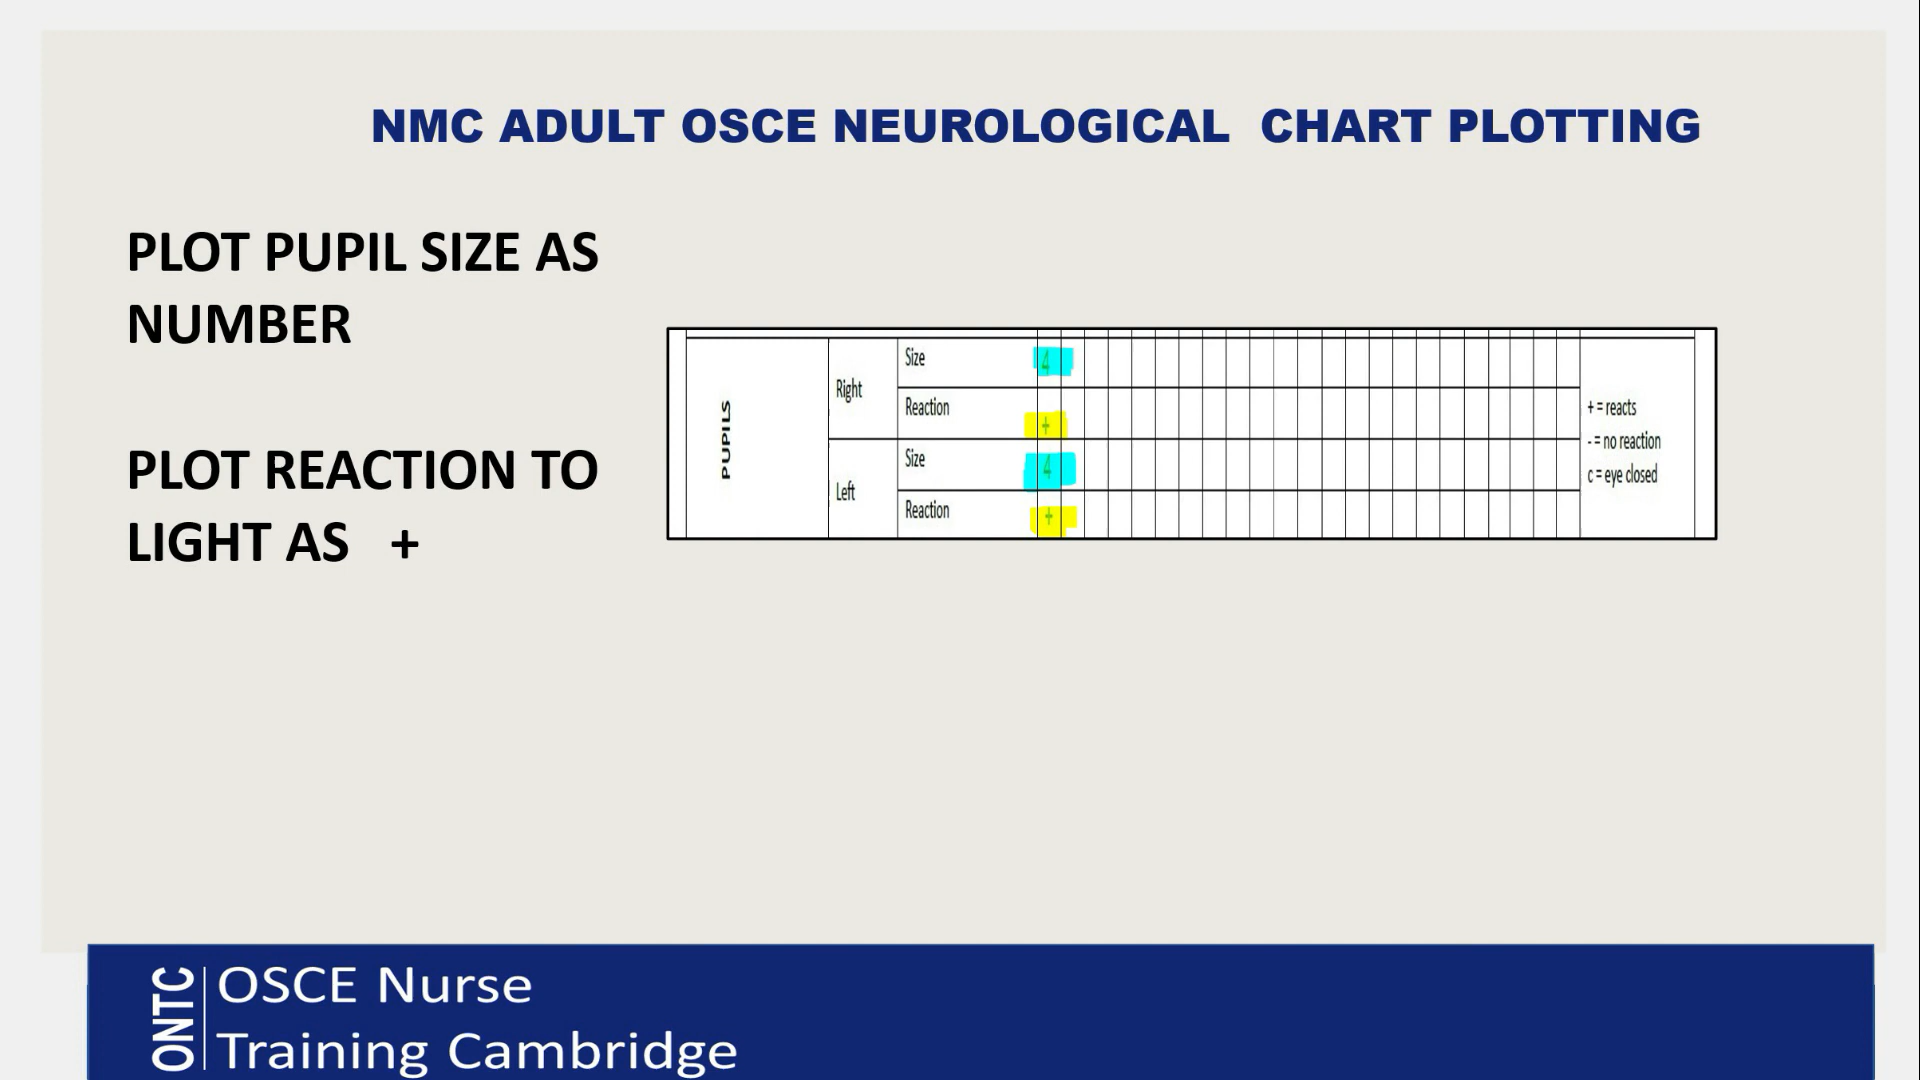 NMC ADULT OSCE NEUROLOGICAL CHART PLOTTING
PLOT PUPIL SIZE AS
NUMBER
PLOT REACTION TO
LIGHT AS +
PUPILS
Right
Size
4
Reaction
+
Left
Size
4
Reaction
+
+ = reacts
- = no reaction
c = eye closed
ONTC
OSCE Nurse
Training Cambridge